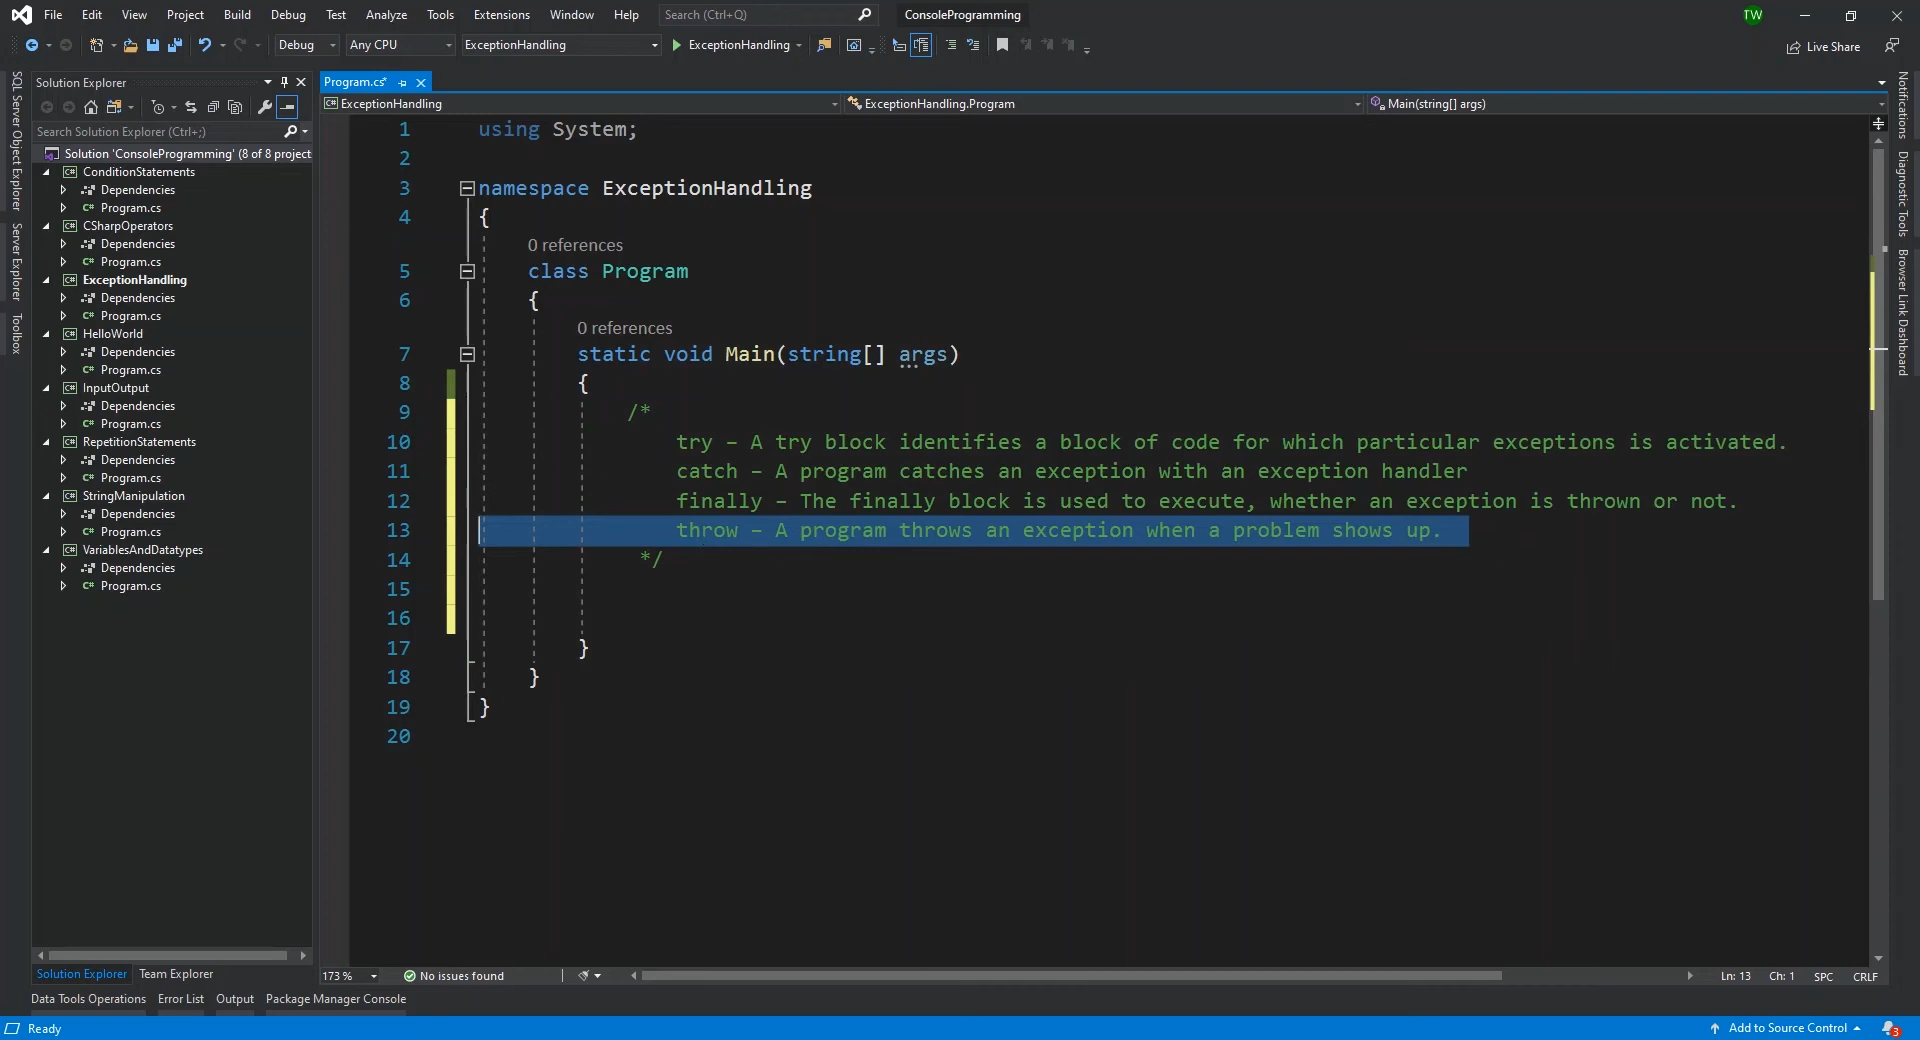 File Edit View Project Build Debug Test Analyze Tools Extensions Window Help Search (Ctrl+Q) ConsoleProgramming TW
Debug Any CPU ExceptionHandling ExceptionHandling Live Share
SQL Server Object Explorer
Server Explorer
Toolbox
Solution Explorer
Search Solution Explorer (Ctrl+;)
Solution 'ConsoleProgramming' (8 of 8 project
ConditionStatements
Dependencies
C# Program.cs
CSharpOperators
Dependencies
C# Program.cs
ExceptionHandling
Dependencies
C# Program.cs
HelloWorld
Dependencies
C# Program.cs
InputOutput
Dependencies
C# Program.cs
RepetitionStatements
Dependencies
C# Program.cs
StringManipulation
Dependencies
C# Program.cs
VariablesAndDatatypes
Dependencies
C# Program.cs
Solution Explorer Team Explorer
Program.cs*
C# ExceptionHandling ExceptionHandling.Program Main(string[] args)
1 using System;
2
3 namespace ExceptionHandling
4 {
0 references
5 class Program
6 {
0 references
7 static void Main(string[] args)
8 {
9 /*
10 try – A try block identifies a block of code for which particular exceptions is activated.
11 catch – A program catches an exception with an exception handler
12 finally – The finally block is used to execute, whether an exception is thrown or not.
13 throw – A program throws an exception when a problem shows up.
14 */
15
16
17 }
18 }
19 }
20
173 % No issues found Ln: 13 Ch: 1 SPC CRLF
Notifications
Diagnostic Tools
Browser Link Dashboard
Data Tools Operations Error List Output Package Manager Console
Ready Add to Source Control 3